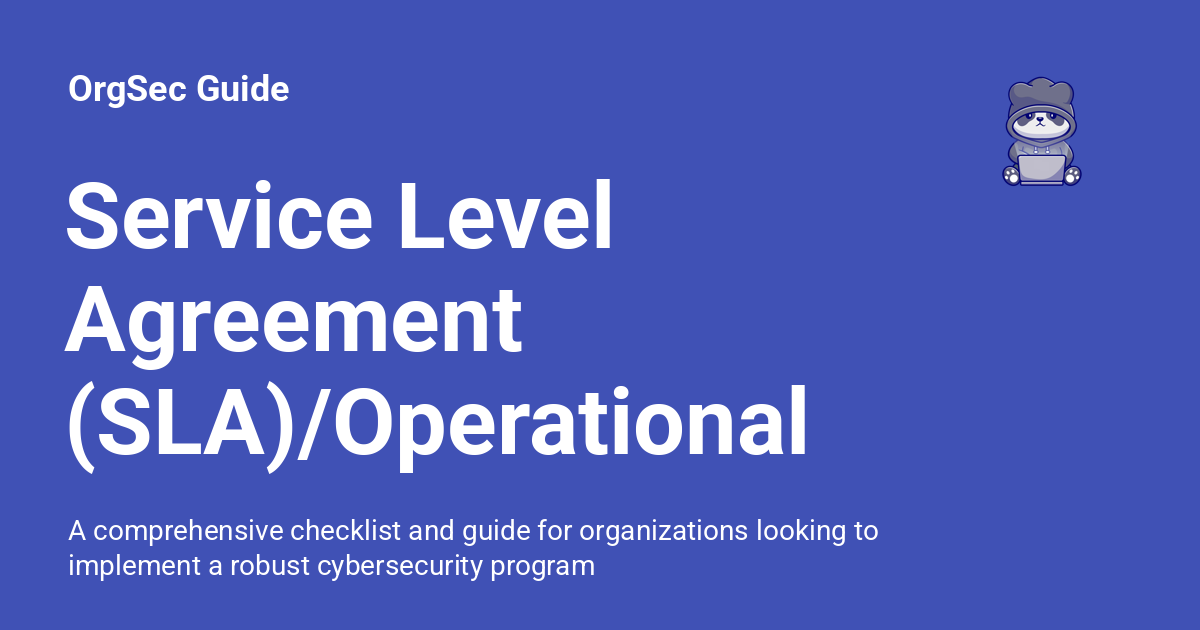 OrgSec Guide
Service Level
Agreement
(SLA)/Operational
A comprehensive checklist and guide for organizations looking to
implement a robust cybersecurity program